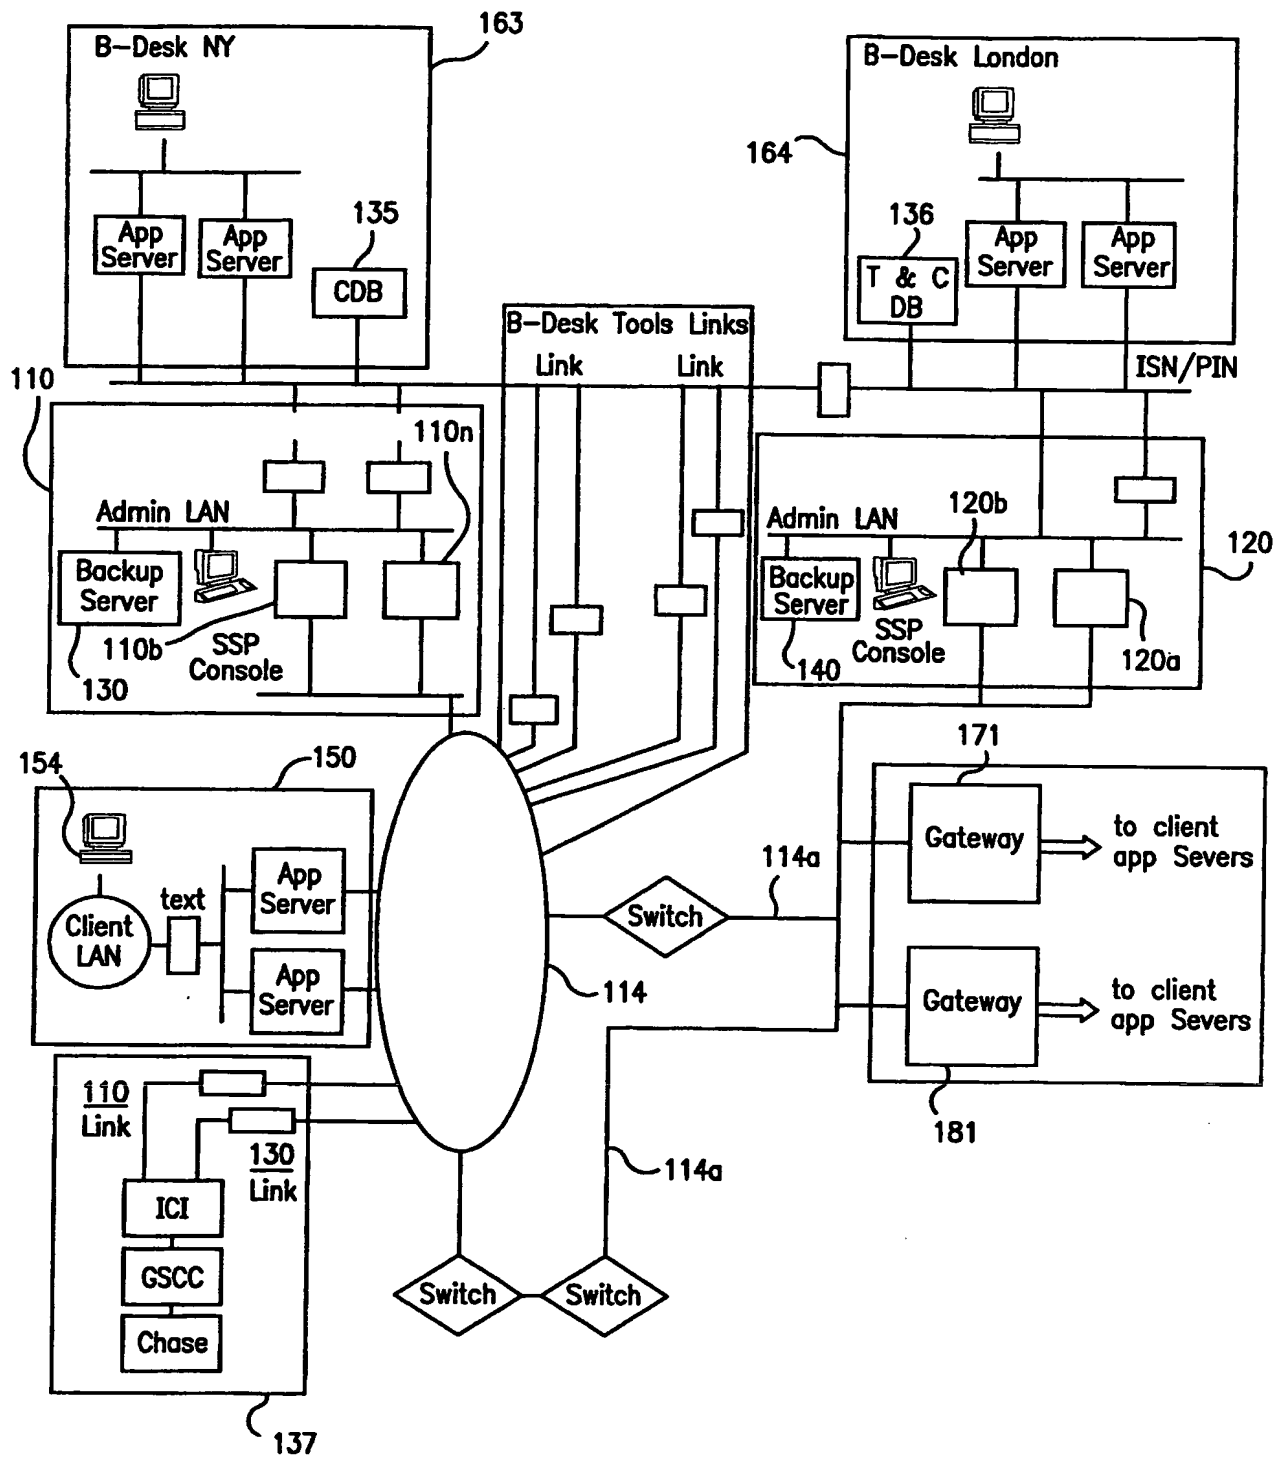 B-Desk NY
163
App
Server
App
Server
135
CDB
B-Desk London
164
136
T & C
DB
App
Server
App
Server
ISN/PIN
B-Desk Tools Links
Link
Link
110
110n
Admin LAN
Backup
Server
110b
130
SSP
Console
Admin LAN
120b
120
Backup
Server
140
SSP
Console
120a
154
150
Client
LAN
text
App
Server
App
Server
114
Switch
114a
171
Gateway
to client
app Severs
Gateway
to client
app Severs
181
110
Link
130
Link
ICI
GSCC
Chase
137
114a
Switch
Switch